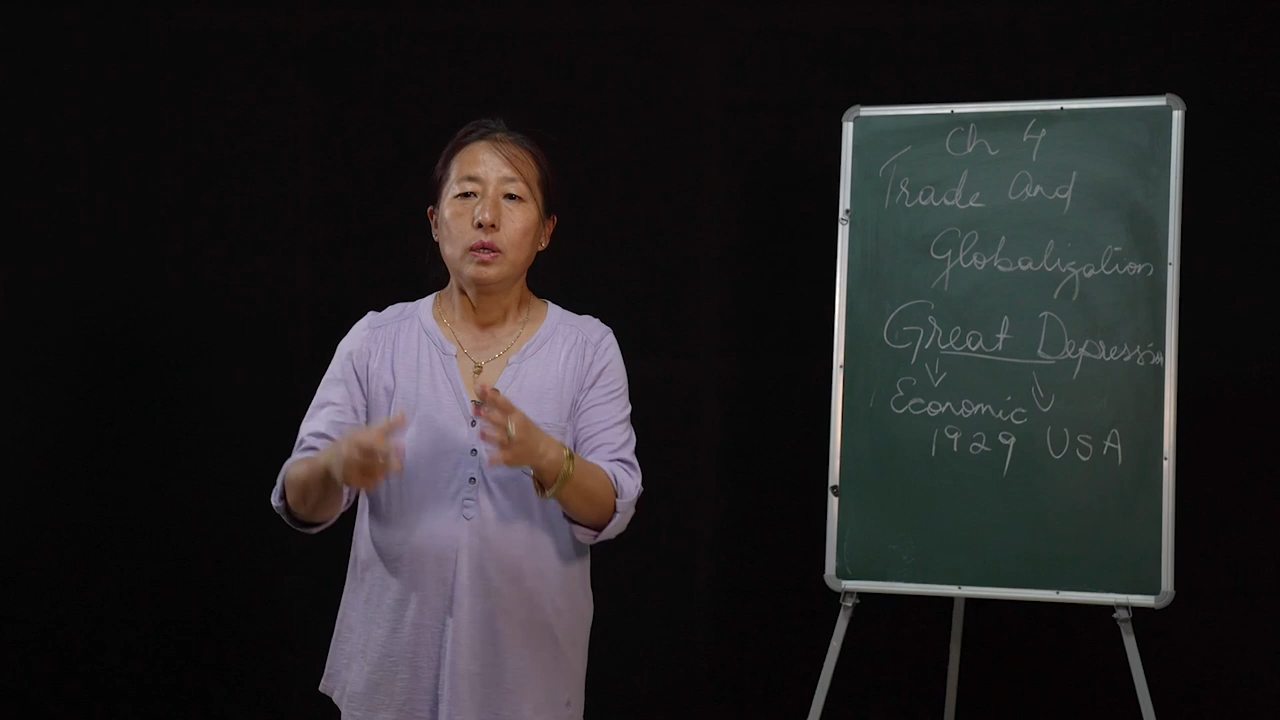 Ch 4
Trade and
Globalization
Great Depression
Economic
1929 USA